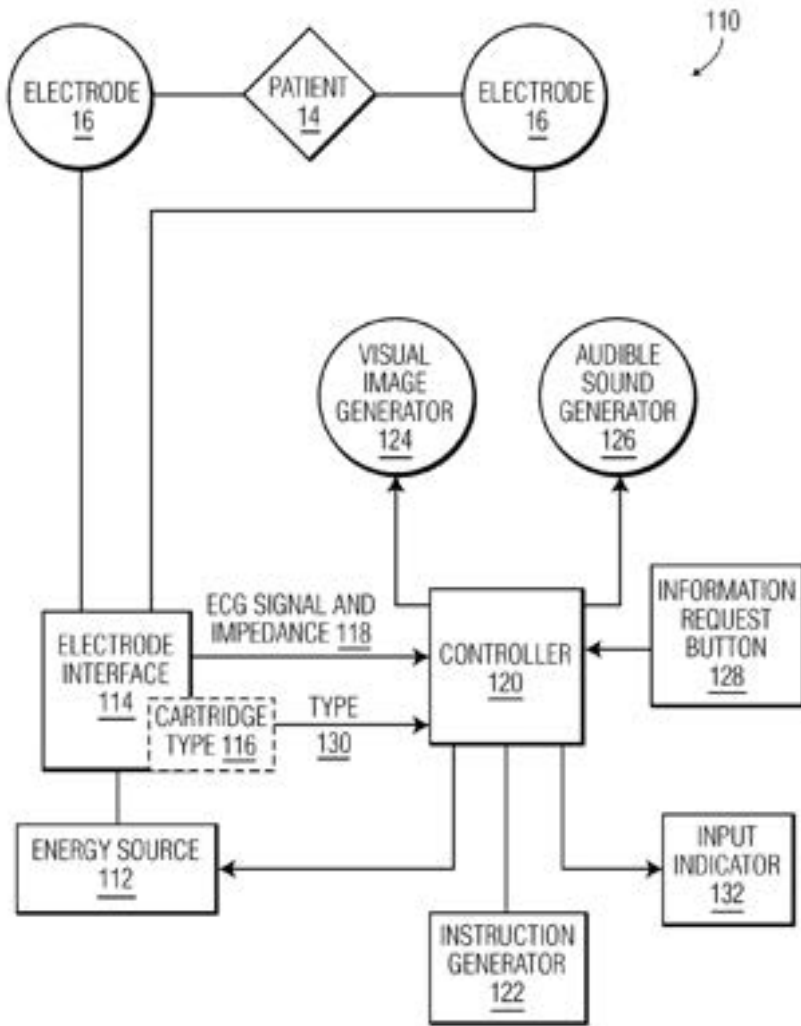 110
ELECTRODE
16
PATIENT
14
ELECTRODE
16
VISUAL
IMAGE
GENERATOR
124
AUDIBLE
SOUND
GENERATOR
126
ECG SIGNAL AND
IMPEDANCE 118
ELECTRODE
INTERFACE
114
CARTRIDGE
TYPE 116
TYPE
130
CONTROLLER
120
INFORMATION
REQUEST
BUTTON
128
ENERGY SOURCE
112
INSTRUCTION
GENERATOR
122
INPUT
INDICATOR
132